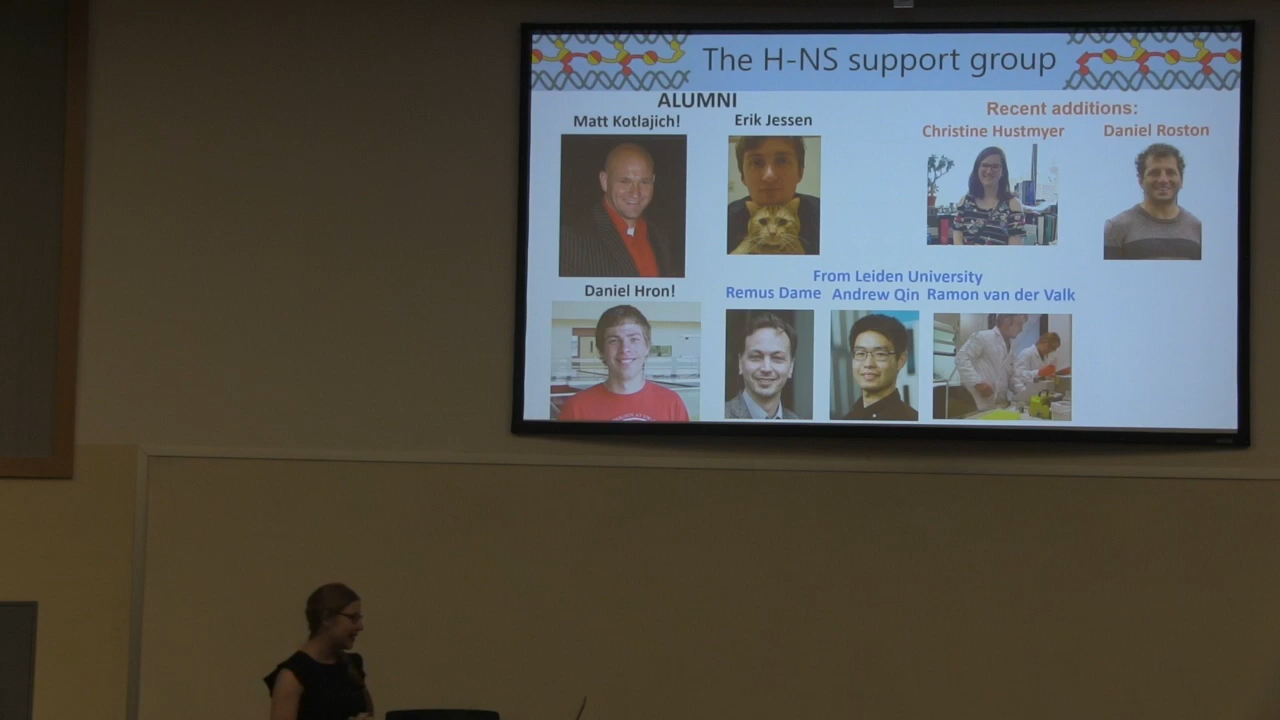 The H-NS support group
ALUMNI
Matt Kotlajich!
Erik Jessen
Daniel Hron!
Recent additions:
Christine Hustmyer
Daniel Roston
From Leiden University
Remus Dame
Andrew Qin
Ramon van der Valk